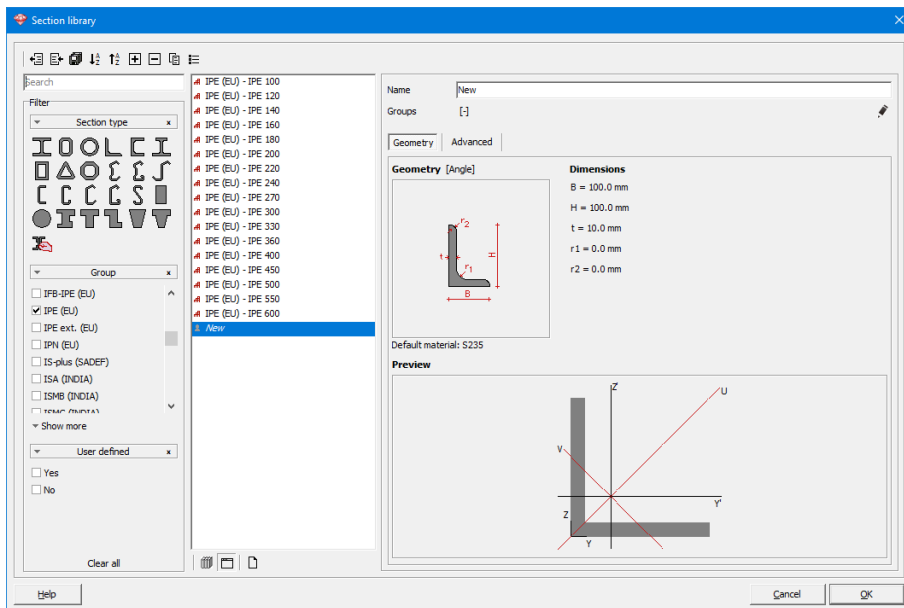 Section library
Search
Filter
Section type
Group
IFB-IPE (EU)
IPE (EU)
IPE ext. (EU)
IPN (EU)
IS-plus (SADEF)
ISA (INDIA)
ISMB (INDIA)
ISMC (INDIA)
Show more
User defined
Yes
No
Clear all
IPE (EU) - IPE 100
IPE (EU) - IPE 120
IPE (EU) - IPE 140
IPE (EU) - IPE 160
IPE (EU) - IPE 180
IPE (EU) - IPE 200
IPE (EU) - IPE 220
IPE (EU) - IPE 240
IPE (EU) - IPE 270
IPE (EU) - IPE 300
IPE (EU) - IPE 330
IPE (EU) - IPE 360
IPE (EU) - IPE 400
IPE (EU) - IPE 450
IPE (EU) - IPE 500
IPE (EU) - IPE 550
IPE (EU) - IPE 600
New
Name New
Groups [-]
Geometry Advanced
Geometry [Angle]
r2
t
H
r1
B
Default material: S235
Dimensions
B = 100.0 mm
H = 100.0 mm
t = 10.0 mm
r1 = 0.0 mm
r2 = 0.0 mm
Preview
Z'
U
V
Y'
Z
Y
Help
Cancel
OK